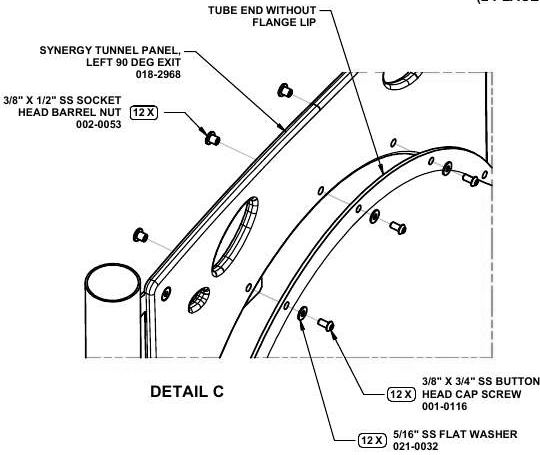 TUBE END WITHOUT
FLANGE LIP
SYNERGY TUNNEL PANEL,
LEFT 90 DEG EXIT
018-2968
3/8" X 1/2" SS SOCKET
HEAD BARREL NUT
002-0053
12 X
DETAIL C
3/8" X 3/4" SS BUTTON
HEAD CAP SCREW
001-0116
12 X
5/16" SS FLAT WASHER
021-0032
12 X